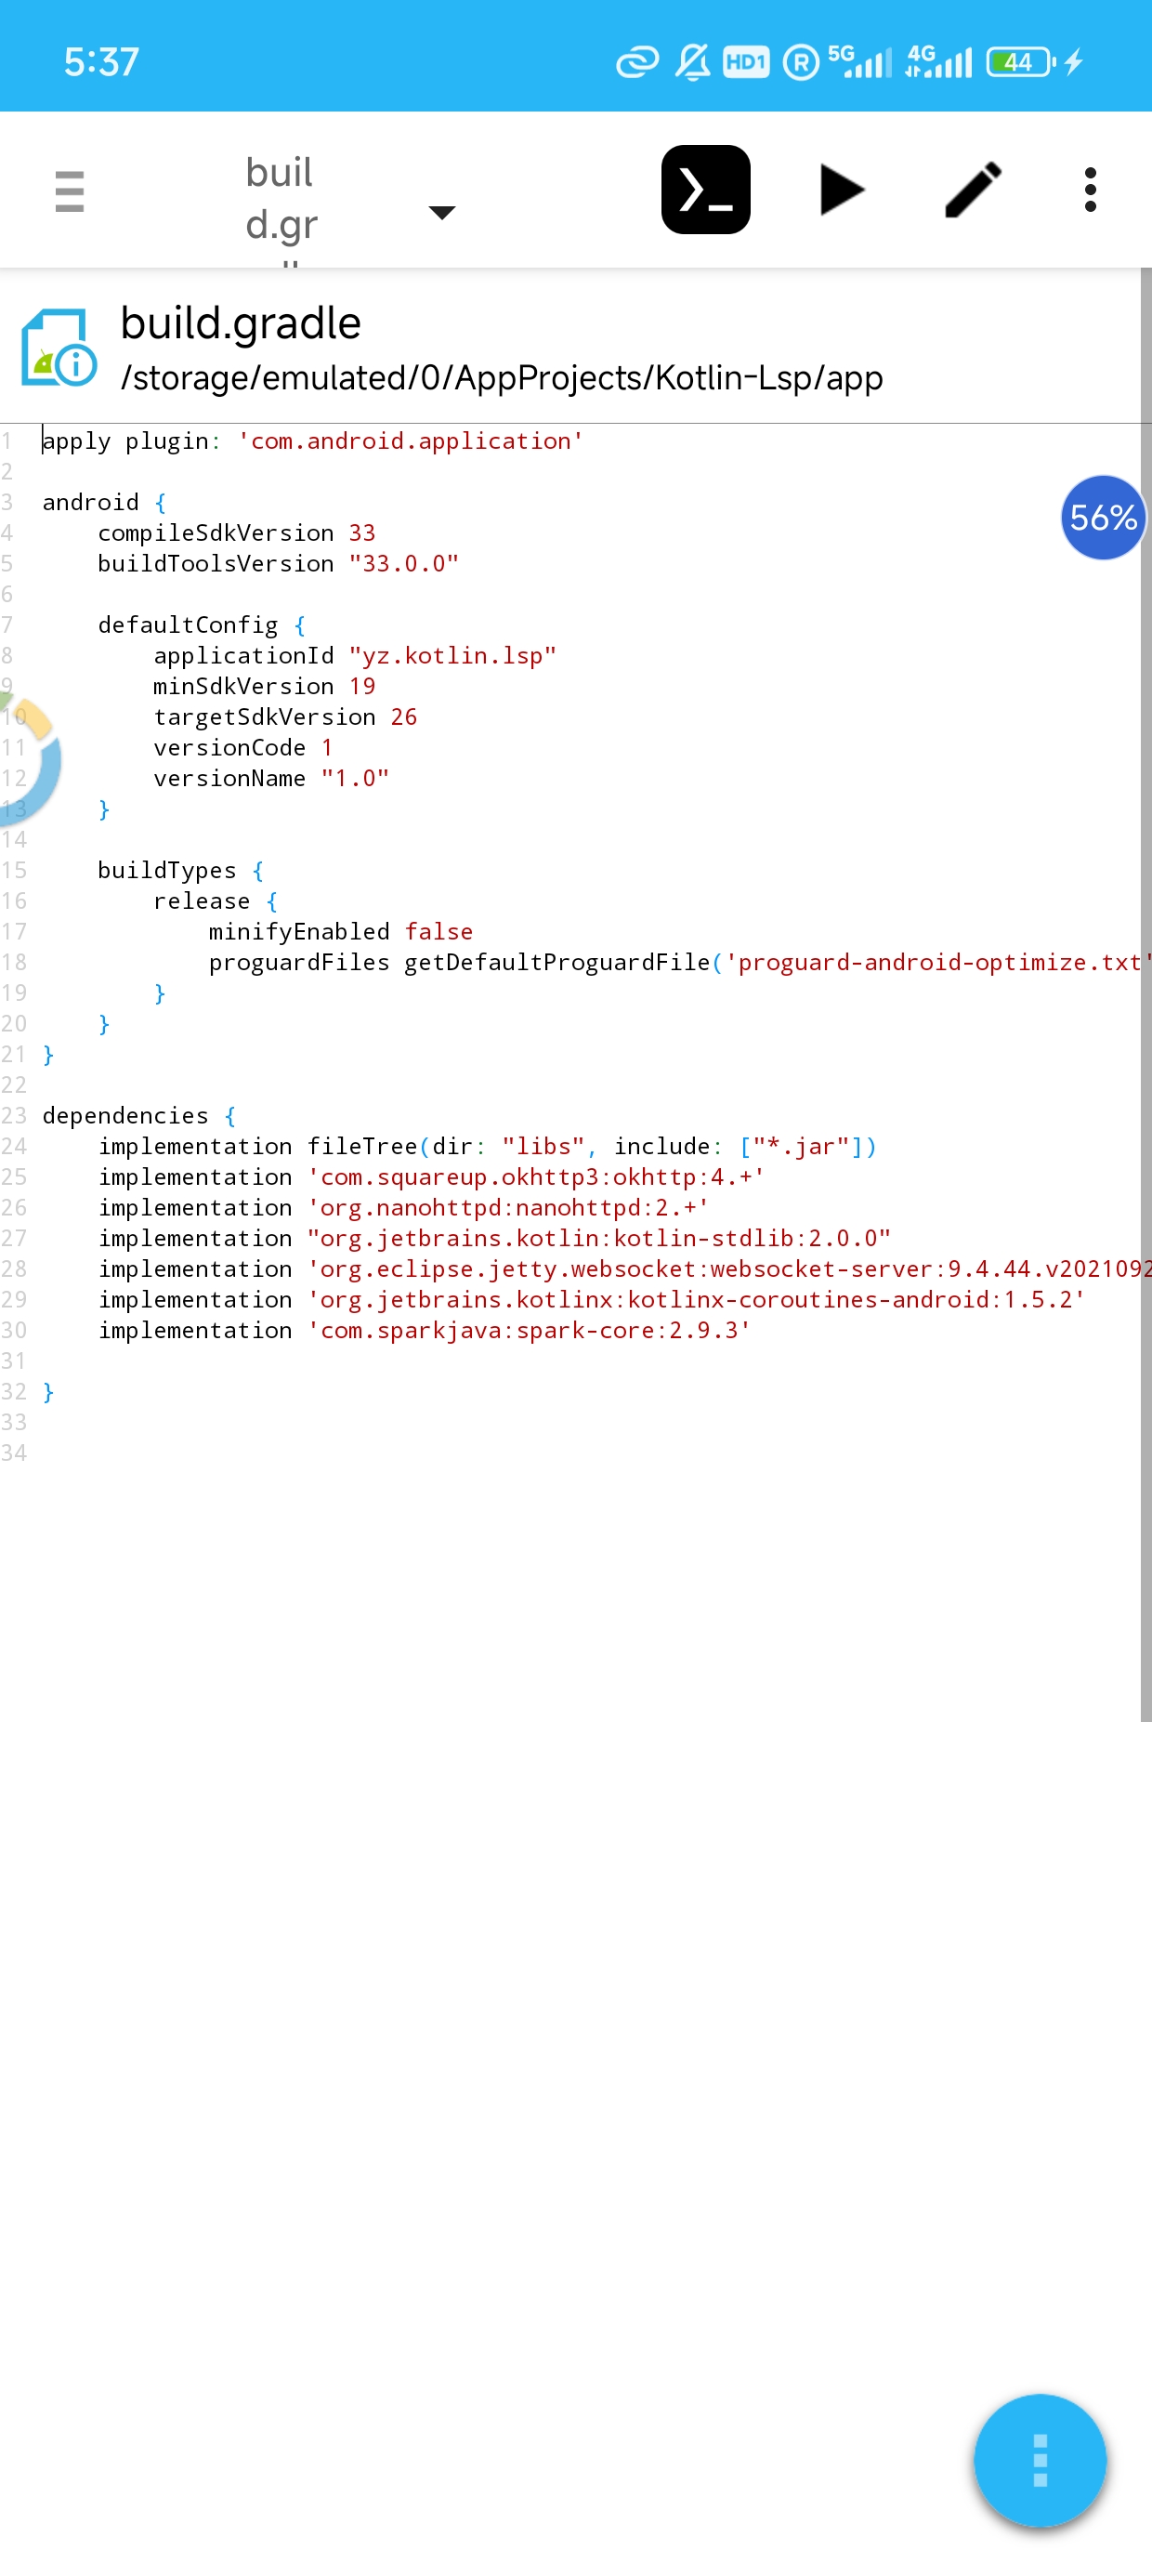 5:37
HD1 R 5G 4G 44
buil
d.gr
build.gradle
/storage/emulated/0/AppProjects/Kotlin-Lsp/app
56%
1 apply plugin: 'com.android.application'
2
3 android {
4     compileSdkVersion 33
5     buildToolsVersion "33.0.0"
6
7     defaultConfig {
8         applicationId "yz.kotlin.lsp"
9         minSdkVersion 19
10         targetSdkVersion 26
11         versionCode 1
12         versionName "1.0"
13     }
14
15     buildTypes {
16         release {
17             minifyEnabled false
18             proguardFiles getDefaultProguardFile('proguard-android-optimize.txt'
19         }
20     }
21 }
22
23 dependencies {
24     implementation fileTree(dir: "libs", include: ["*.jar"])
25     implementation 'com.squareup.okhttp3:okhttp:4.+'
26     implementation 'org.nanohttpd:nanohttpd:2.+'
27     implementation "org.jetbrains.kotlin:kotlin-stdlib:2.0.0"
28     implementation 'org.eclipse.jetty.websocket:websocket-server:9.4.44.v2021092
29     implementation 'org.jetbrains.kotlinx:kotlinx-coroutines-android:1.5.2'
30     implementation 'com.sparkjava:spark-core:2.9.3'
31
32 }
33
34